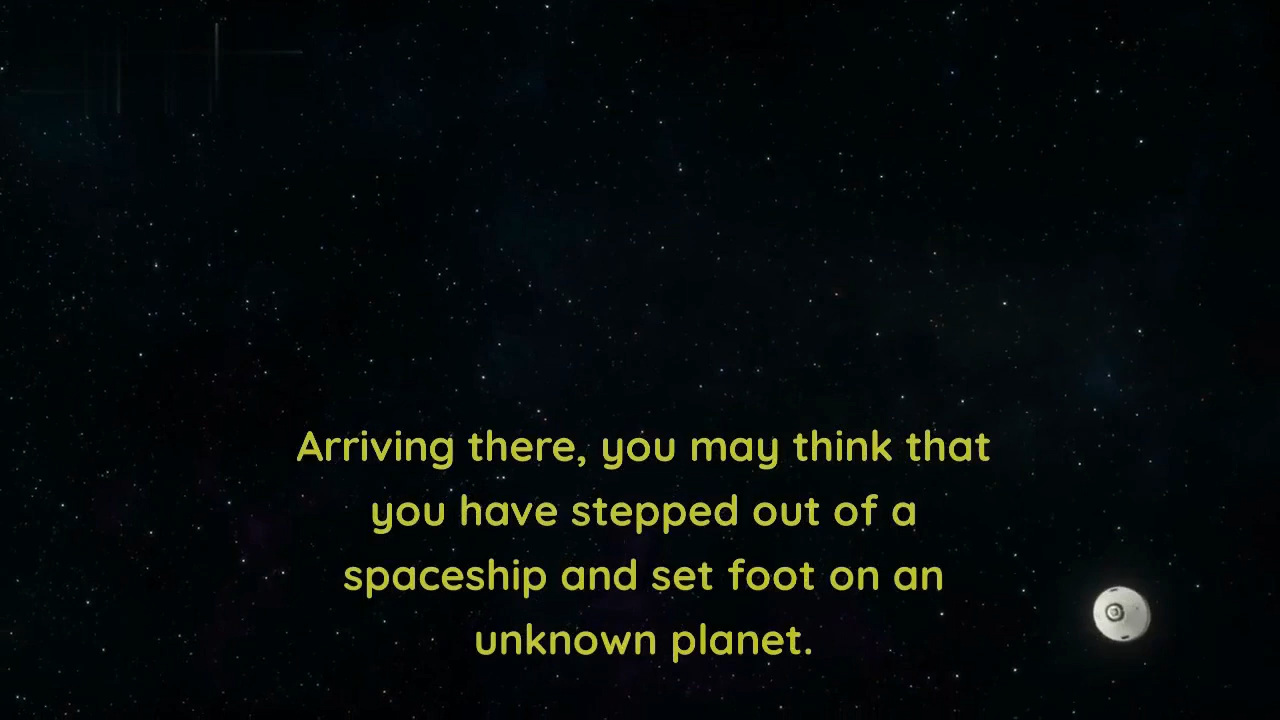 Arriving there, you may think that
you have stepped out of a
spaceship and set foot on an
unknown planet.